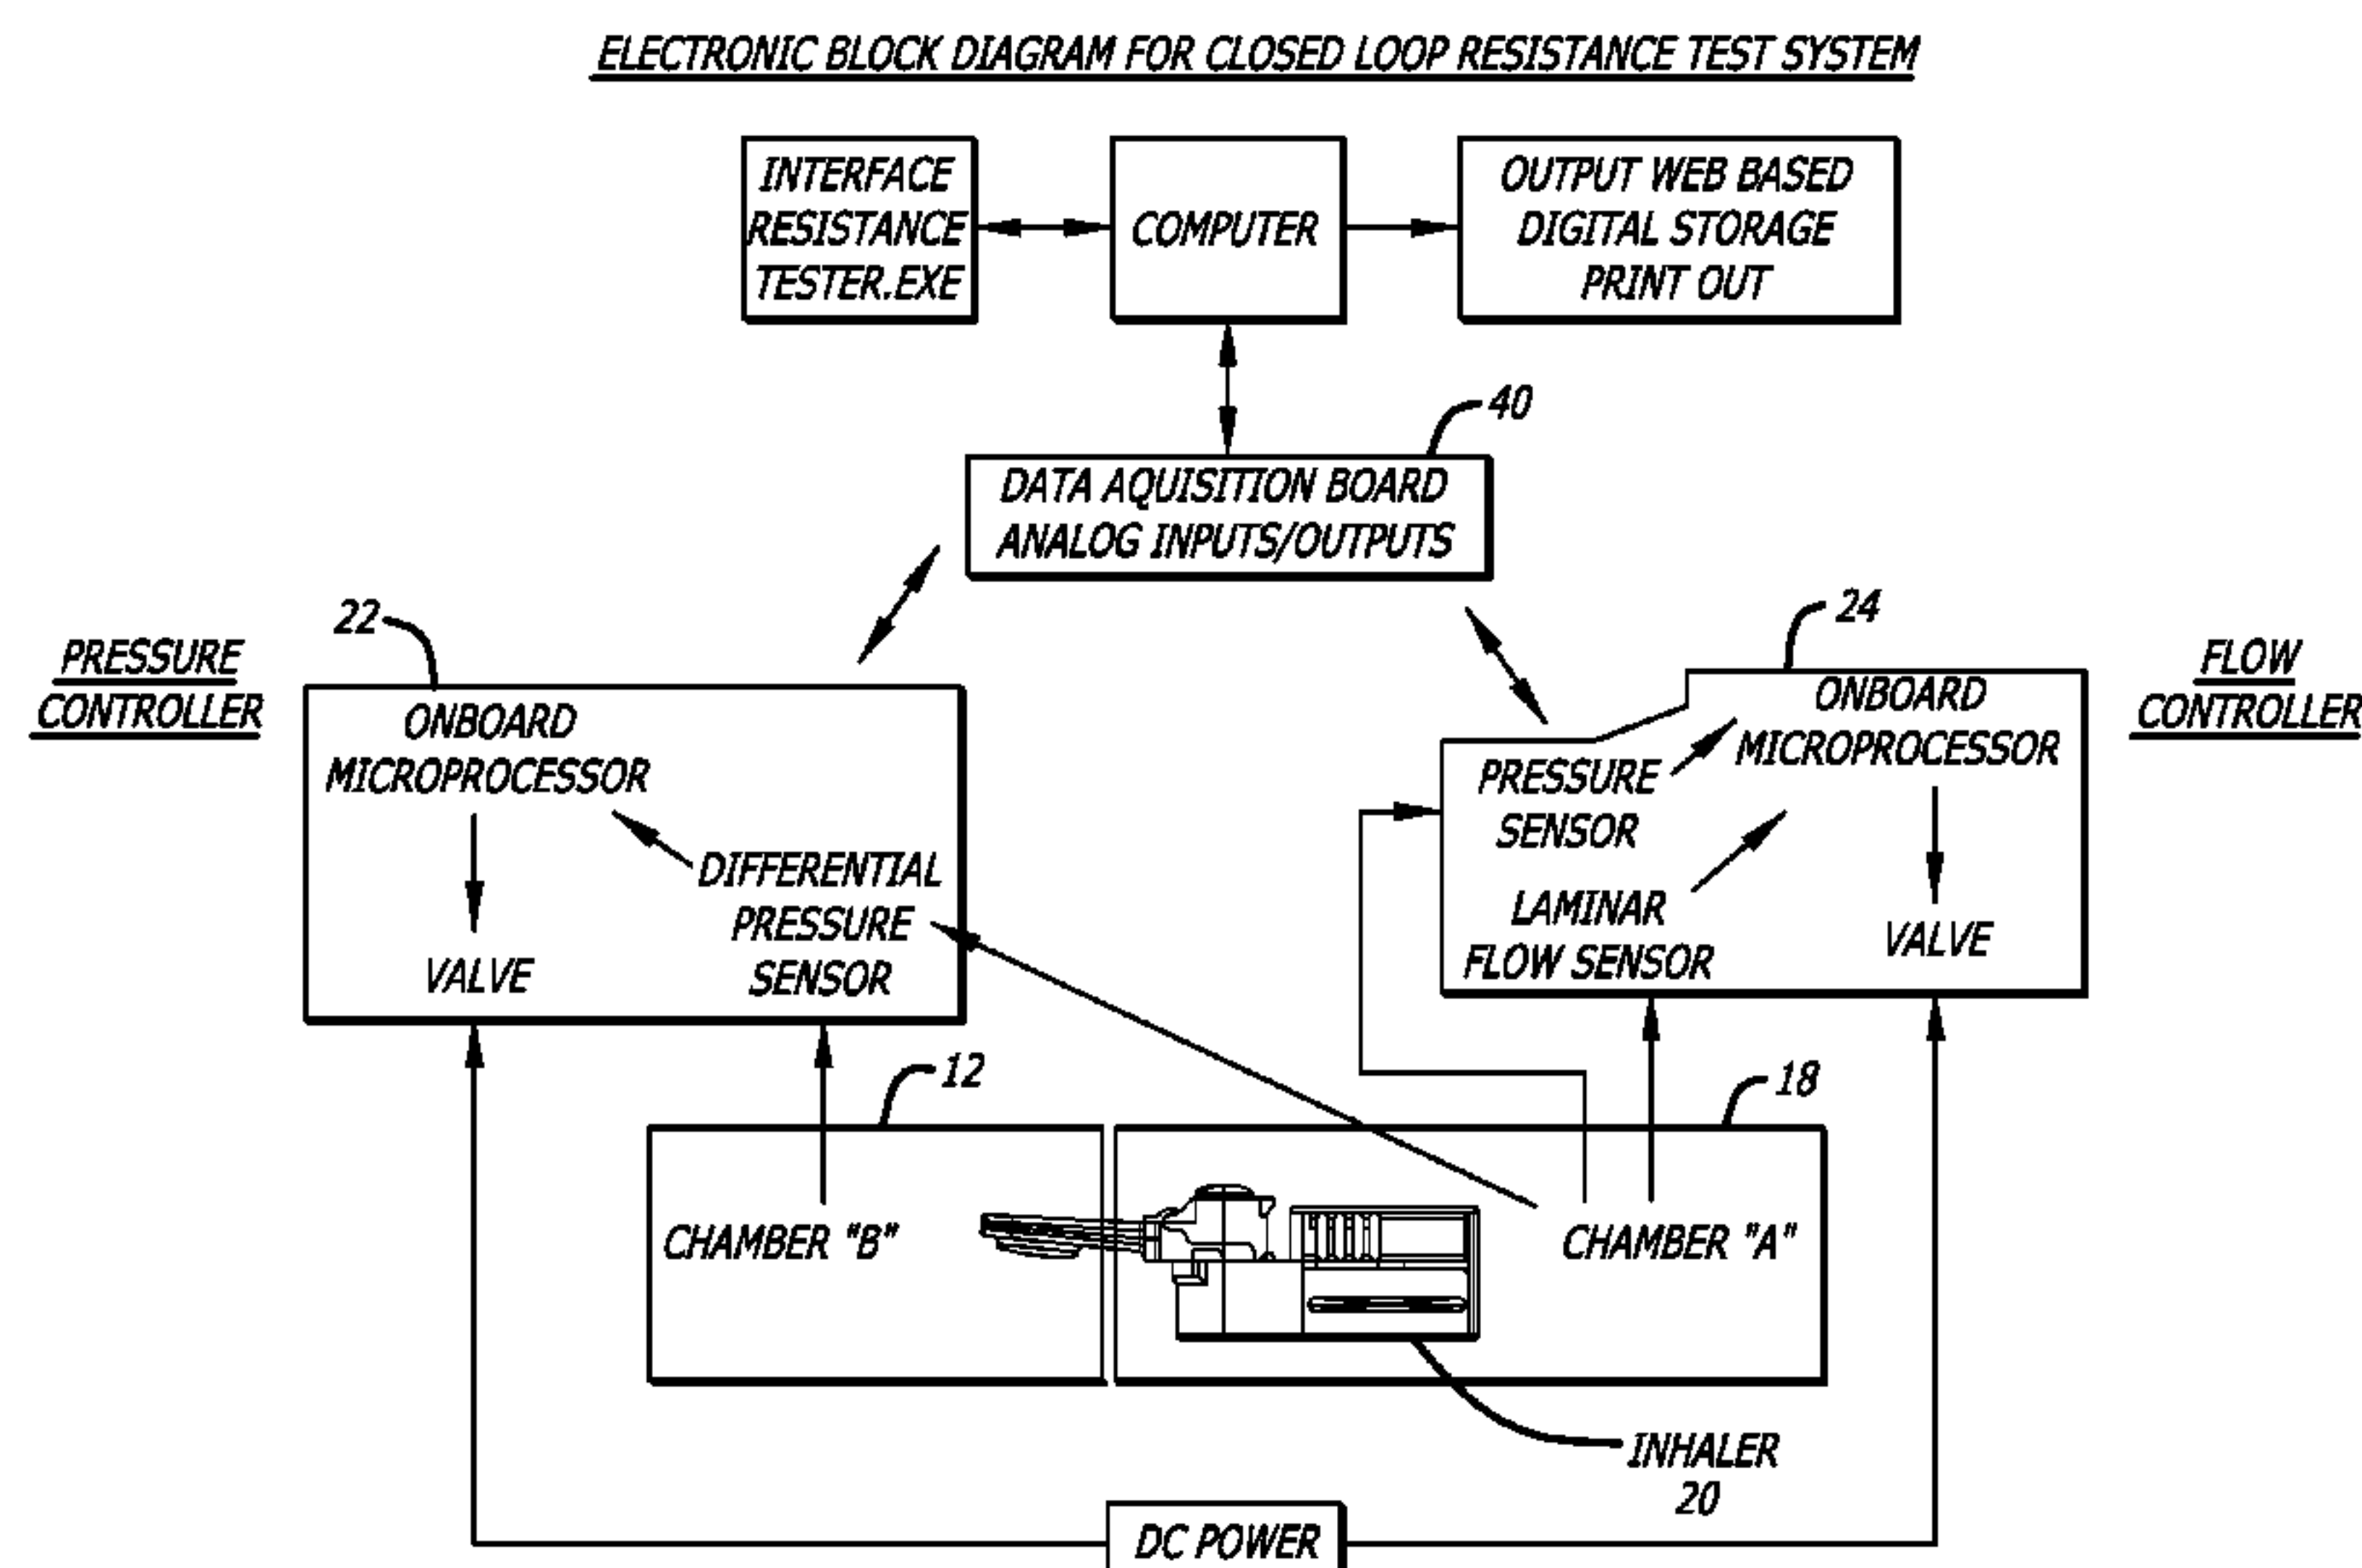 ELECTRONIC BLOCK DIAGRAM FOR CLOSED LOOP RESISTANCE TEST SYSTEM
INTERFACE
RESISTANCE
TESTER.EXE
COMPUTER
OUTPUT WEB BASED
DIGITAL STORAGE
PRINT OUT
40
DATA AQUISITION BOARD
ANALOG INPUTS/OUTPUTS
PRESSURE
CONTROLLER
22
ONBOARD
MICROPROCESSOR
DIFFERENTIAL
PRESSURE
SENSOR
VALVE
24
FLOW
CONTROLLER
ONBOARD
MICROPROCESSOR
PRESSURE
SENSOR
LAMINAR
FLOW SENSOR
VALVE
12
18
CHAMBER "B"
CHAMBER "A"
INHALER
20
DC POWER